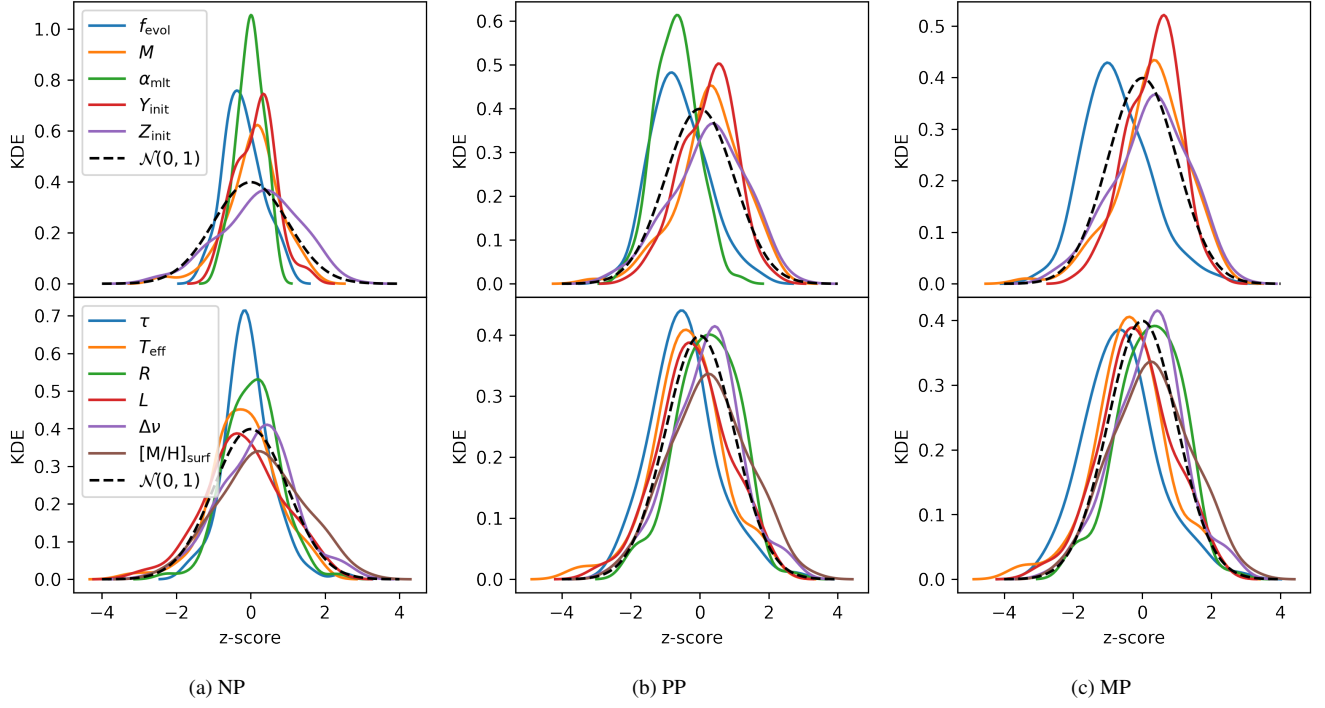 1.0
0.8
0.6
0.4
0.2
0.0
KDE
f_evol
M
α_mlt
Y_init
Z_init
𝒩(0, 1)
0.6
0.5
0.4
0.3
0.2
0.1
0.0
KDE
0.5
0.4
0.3
0.2
0.1
0.0
KDE
0.7
0.6
0.5
0.4
0.3
0.2
0.1
0.0
KDE
τ
T_eff
R
L
Δν
[M/H]_surf
𝒩(0, 1)
−4 −2 0 2 4
z-score
0.4
0.3
0.2
0.1
0.0
KDE
−4 −2 0 2 4
z-score
0.4
0.3
0.2
0.1
0.0
KDE
−4 −2 0 2 4
z-score
(a) NP
(b) PP
(c) MP